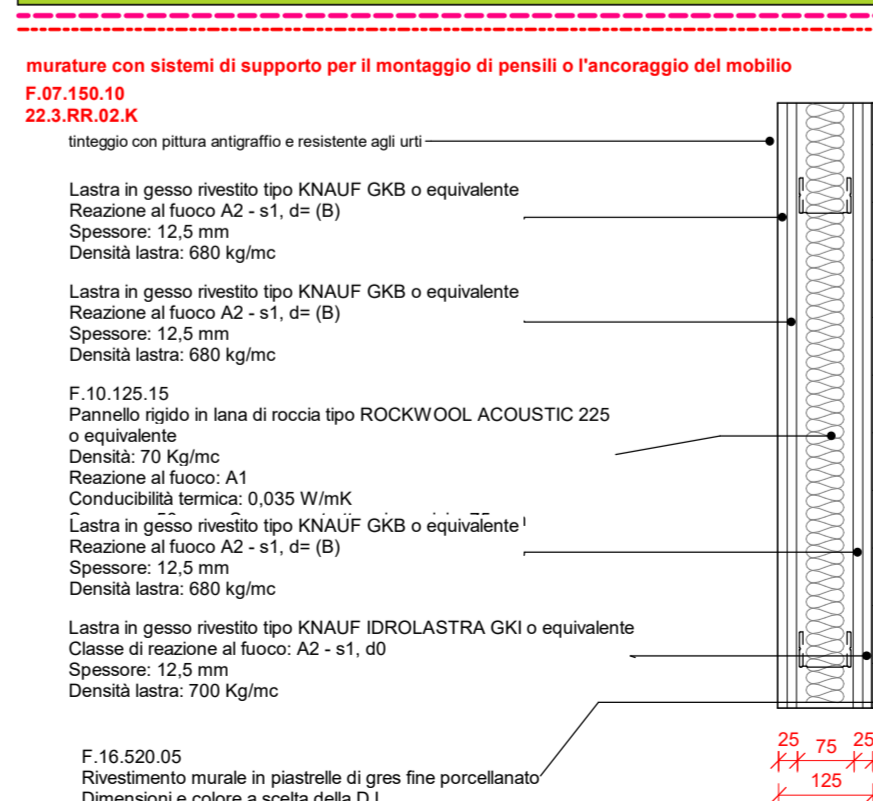 murature con sistemi di supporto per il montaggio di pensili o l'ancoraggio del mobilio
F.07.150.10
22.3.RR.02.K
tinteggio con pittura antigraffio e resistente agli urti
Lastra in gesso rivestito tipo KNAUF GKB o equivalente
Reazione al fuoco A2 - s1, d= (B)
Spessore: 12,5 mm
Densità lastra: 680 kg/mc
Lastra in gesso rivestito tipo KNAUF GKB o equivalente
Reazione al fuoco A2 - s1, d= (B)
Spessore: 12,5 mm
Densità lastra: 680 kg/mc
F.10.125.15
Pannello rigido in lana di roccia tipo ROCKWOOL ACOUSTIC 225
o equivalente
Densità: 70 Kg/mc
Reazione al fuoco: A1
Conducibilità termica: 0,035 W/mK
Lastra in gesso rivestito tipo KNAUF GKB o equivalente
Reazione al fuoco A2 - s1, d= (B)
Spessore: 12,5 mm
Densità lastra: 680 kg/mc
Lastra in gesso rivestito tipo KNAUF IDROLASTRA GKI o equivalente
Classe di reazione al fuoco: A2 - s1, d0
Spessore: 12,5 mm
Densità lastra: 700 Kg/mc
F.16.520.05
Rivestimento murale in piastrelle di gres fine porcellanato
Dimensioni e colore a scelta della D.L.
25 75 25
125